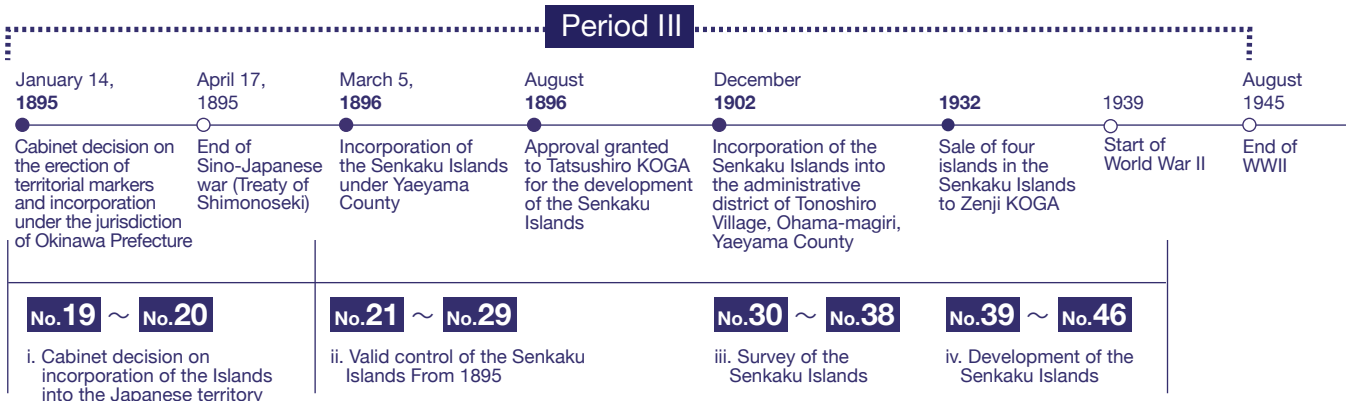 Period III
January 14,
1895
Cabinet decision on
the erection of
territorial markers
and incorporation
under the jurisdiction
of Okinawa Prefecture
April 17,
1895
End of
Sino-Japanese
war (Treaty of
Shimonoseki)
March 5,
1896
Incorporation of
the Senkaku Islands
under Yaeyama
County
August
1896
Approval granted
to Tatsushiro KOGA
for the development
of the Senkaku
Islands
December
1902
Incorporation of the
Senkaku Islands into
the administrative
district of Tonoshiro
Village, Ohama-magiri,
Yaeyama County
1932
Sale of four
islands in the
Senkaku Islands
to Zenji KOGA
1939
Start of
World War II
August
1945
End of
WWII
No.19 ～ No.20
i. Cabinet decision on
incorporation of the Islands
into the Japanese territory
No.21 ～ No.29
ii. Valid control of the Senkaku
Islands From 1895
No.30 ～ No.38
iii. Survey of the
Senkaku Islands
No.39 ～ No.46
iv. Development of the
Senkaku Islands